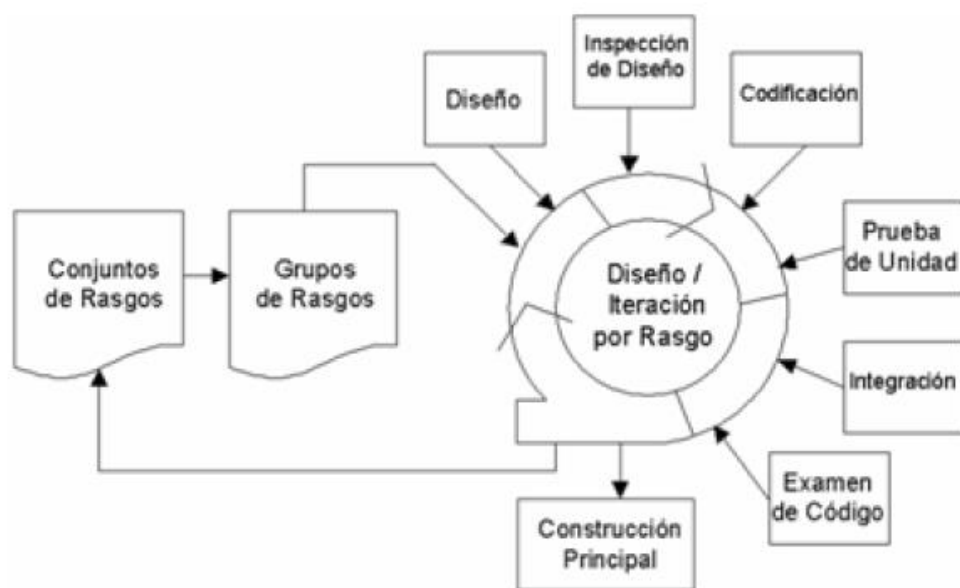 Inspección
de Diseño
Diseño
Codificación
Conjuntos
de Rasgos
Grupos
de Rasgos
Diseño /
Iteración
por Rasgo
Prueba
de Unidad
Integración
Examen
de Código
Construcción
Principal